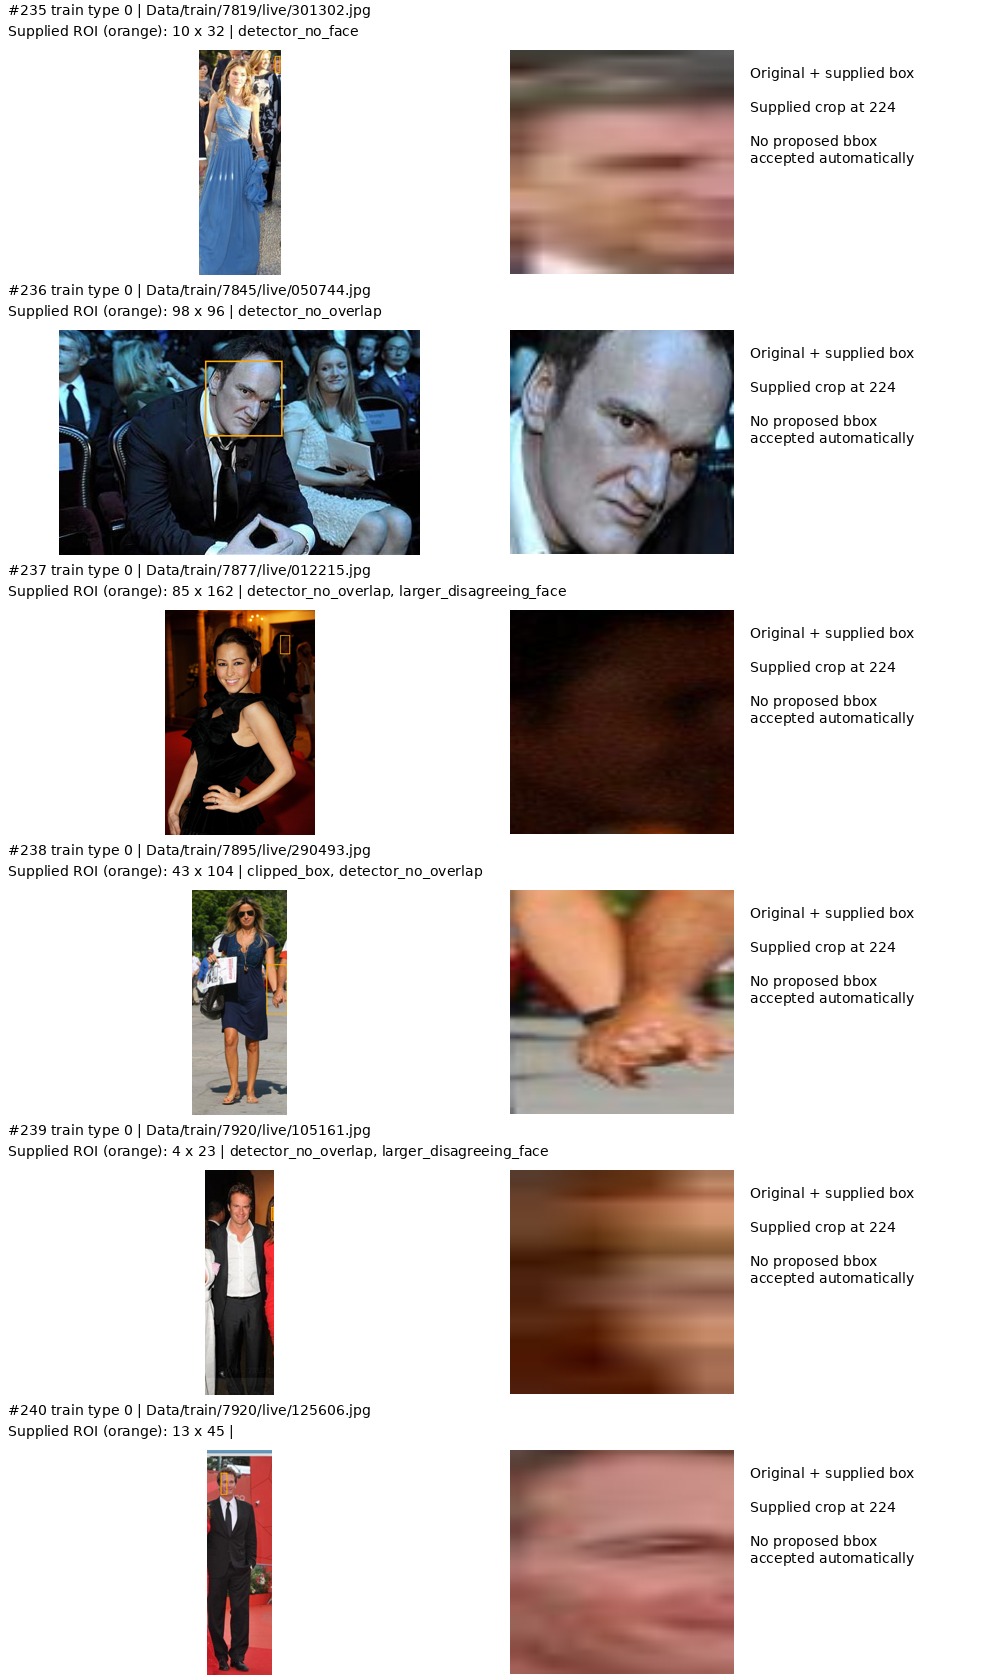 #235 train type 0 | Data/train/7819/live/301302.jpg
Supplied ROI (orange): 10 x 32 | detector_no_face
Original + supplied box
Supplied crop at 224
No proposed bbox
accepted automatically
#236 train type 0 | Data/train/7845/live/050744.jpg
Supplied ROI (orange): 98 x 96 | detector_no_overlap
Original + supplied box
Supplied crop at 224
No proposed bbox
accepted automatically
#237 train type 0 | Data/train/7877/live/012215.jpg
Supplied ROI (orange): 85 x 162 | detector_no_overlap, larger_disagreeing_face
Original + supplied box
Supplied crop at 224
No proposed bbox
accepted automatically
#238 train type 0 | Data/train/7895/live/290493.jpg
Supplied ROI (orange): 43 x 104 | clipped_box, detector_no_overlap
Original + supplied box
Supplied crop at 224
No proposed bbox
accepted automatically
#239 train type 0 | Data/train/7920/live/105161.jpg
Supplied ROI (orange): 4 x 23 | detector_no_overlap, larger_disagreeing_face
Original + supplied box
Supplied crop at 224
No proposed bbox
accepted automatically
#240 train type 0 | Data/train/7920/live/125606.jpg
Supplied ROI (orange): 13 x 45 |
Original + supplied box
Supplied crop at 224
No proposed bbox
accepted automatically